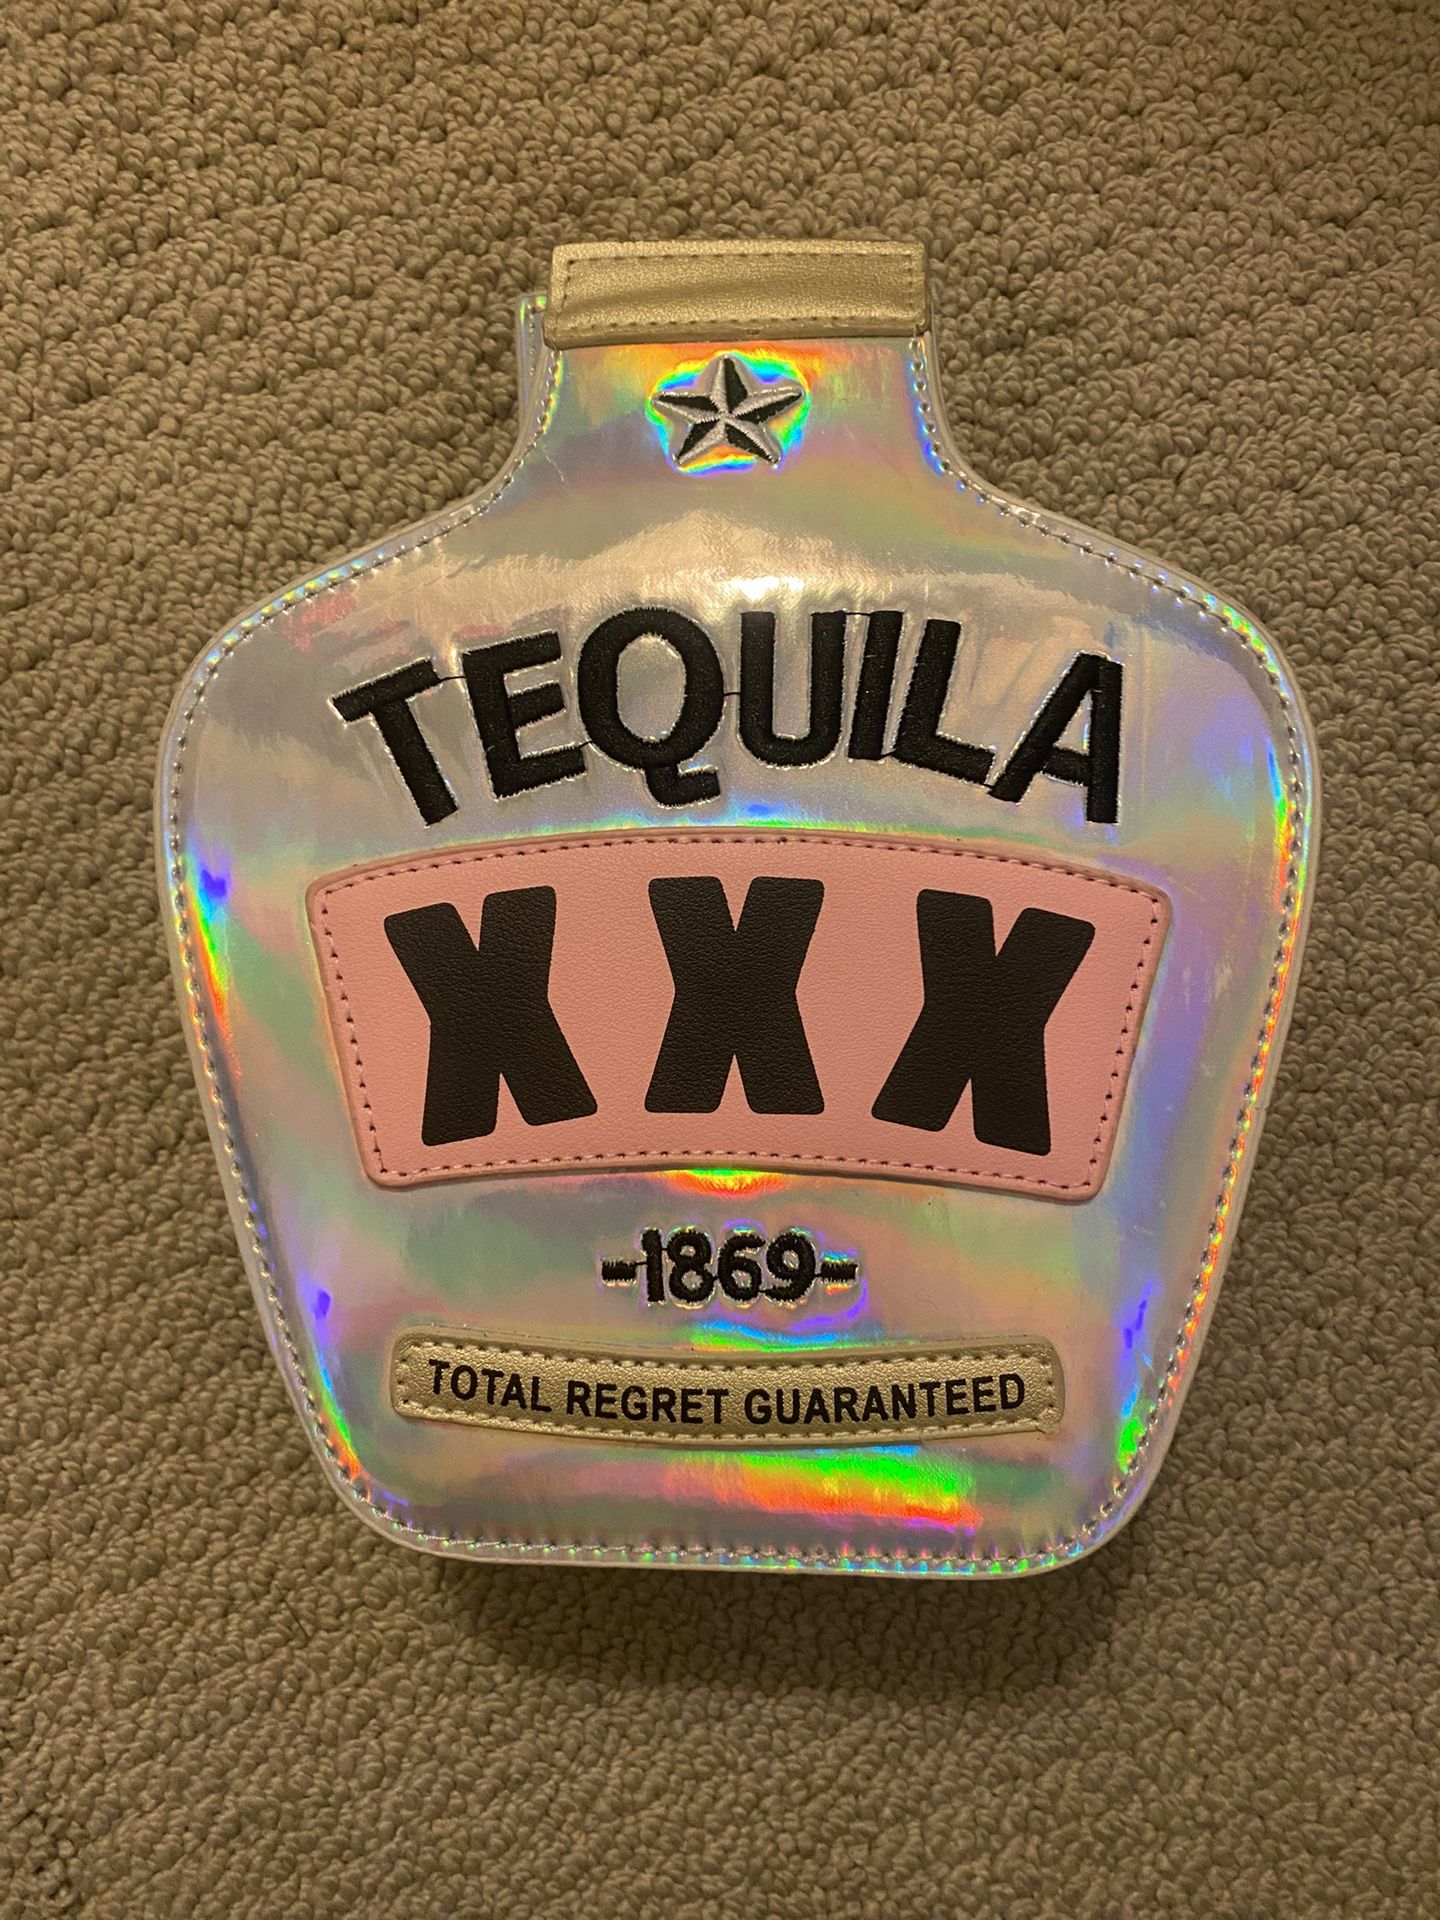 TEQUILA
XXX
-1869-
TOTAL REGRET GUARANTEED